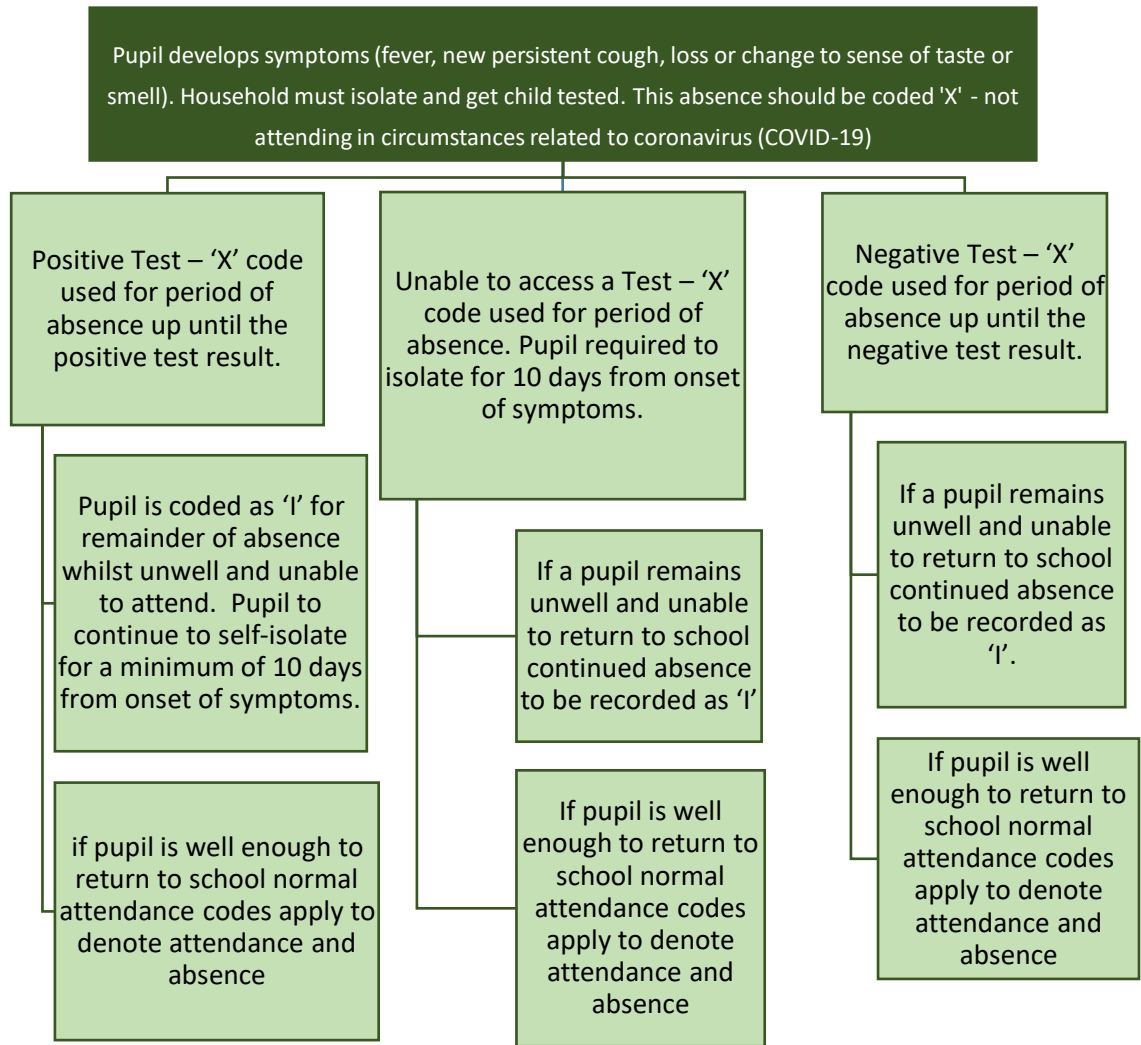 Pupil develops symptoms (fever, new persistent cough, loss or change to sense of taste or
smell). Household must isolate and get child tested. This absence should be coded 'X' - not
attending in circumstances related to coronavirus (COVID-19)
Positive Test – ‘X’ code
used for period of
absence up until the
positive test result.
Pupil is coded as ‘I’ for
remainder of absence
whilst unwell and unable
to attend. Pupil to
continue to self-isolate
for a minimum of 10 days
from onset of symptoms.
if pupil is well enough to
return to school normal
attendance codes apply to
denote attendance and
absence
Unable to access a Test – ‘X’
code used for period of
absence. Pupil required to
isolate for 10 days from onset
of symptoms.
If a pupil remains
unwell and unable
to return to school
continued absence
to be recorded as ‘I’
If pupil is well
enough to return to
school normal
attendance codes
apply to denote
attendance and
absence
Negative Test – ‘X’
code used for period of
absence up until the
negative test result.
If a pupil remains
unwell and unable
to return to school
continued absence
to be recorded as
‘I’.
If pupil is well
enough to return to
school normal
attendance codes
apply to denote
attendance and
absence